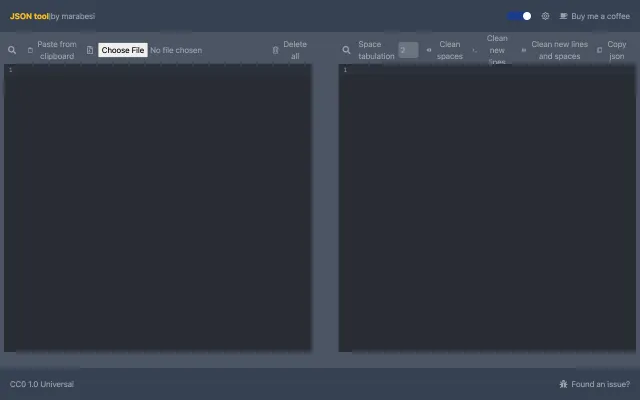 JSON tool|by marabesi
Buy me a coffee
Paste from clipboard
Choose File No file chosen
Delete all
Space tabulation 2
Clean spaces
Clean new lines
Clean new lines and spaces
Copy json
1
1
CC0 1.0 Universal
Found an issue?